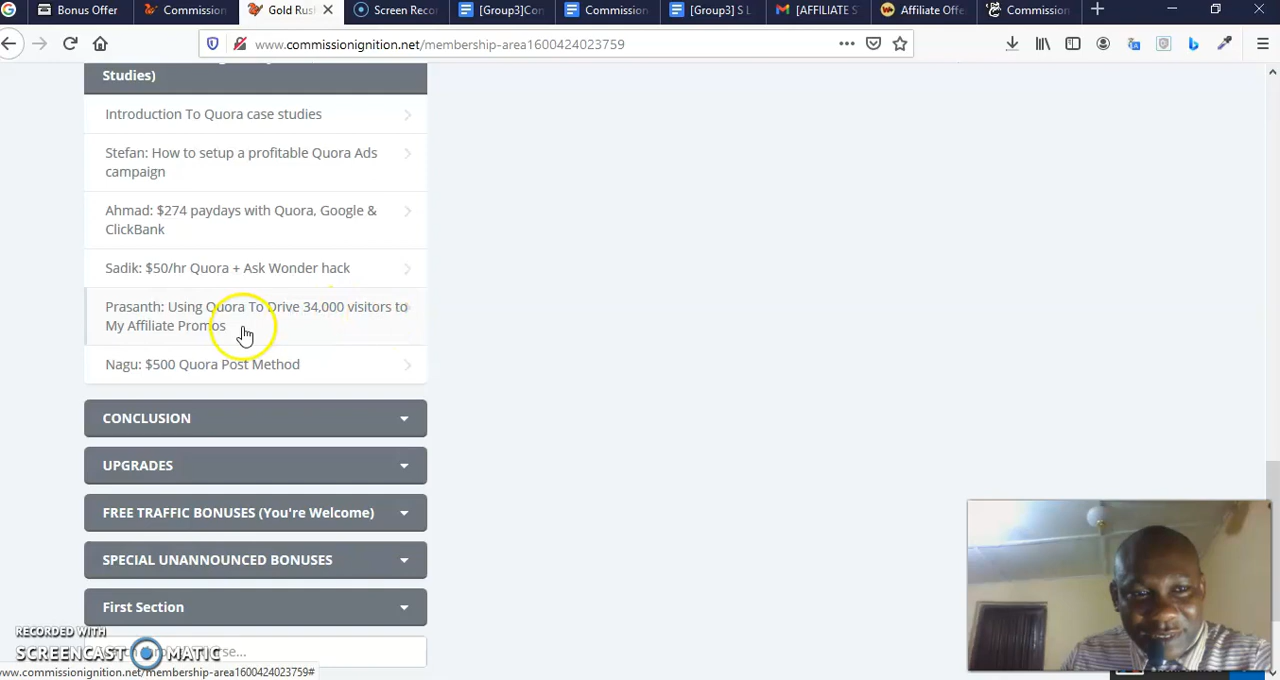 Bonus Offer
Commission
Gold Rus
Screen Reco
[Group3]Con
Commission
[Group3] S L
[AFFILIATE S
Affiliate Offe
Commission
www.commissionignition.net/membership-area1600424023759
Studies)
Introduction To Quora case studies
Stefan: How to setup a profitable Quora Ads
campaign
Ahmad: $274 paydays with Quora, Google &
ClickBank
Sadik: $50/hr Quora + Ask Wonder hack
Prasanth: Using Quora To Drive 34,000 visitors to
My Affiliate Promos
Nagu: $500 Quora Post Method
CONCLUSION
UPGRADES
FREE TRAFFIC BONUSES (You're Welcome)
SPECIAL UNANNOUNCED BONUSES
First Section
RECORDED WITH
SCREENCAST MATIC
www.commissionignition.net/membership-area1600424023759#